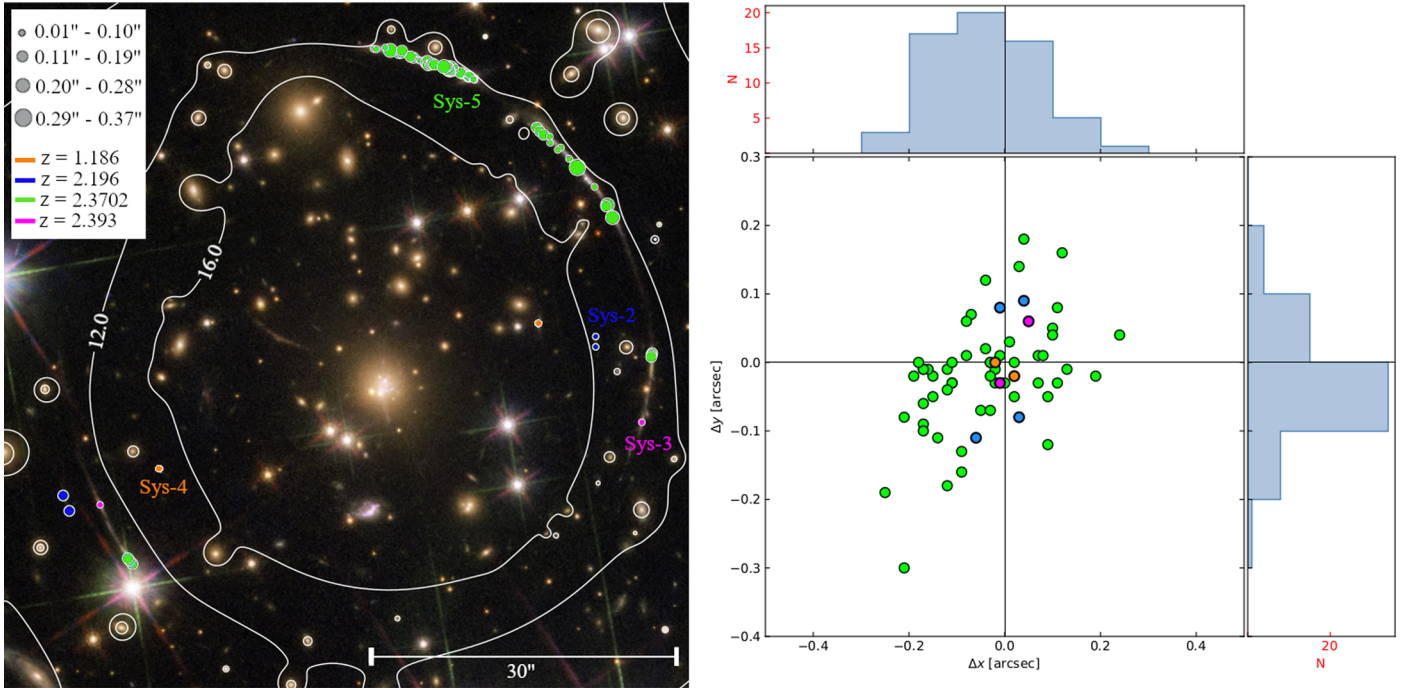 0.01" - 0.10"
0.11" - 0.19"
0.20" - 0.28"
0.29" - 0.37"
z = 1.186
z = 2.196
z = 2.3702
z = 2.393
Sys-5
16.0
12.0
Sys-2
Sys-3
Sys-4
30"
N
20
15
10
5
0.3
0.2
0.1
0.0
−0.1
−0.2
−0.3
−0.4
Δy [arcsec]
−0.4
−0.2
0.0
0.2
0.4
Δx [arcsec]
20
N